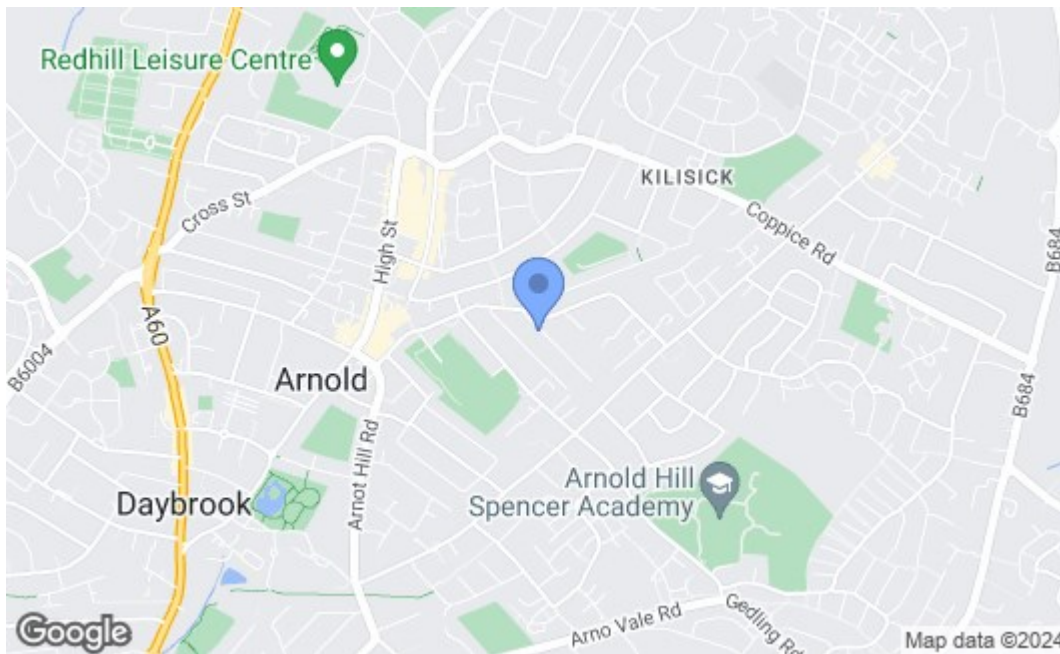 Redhill Leisure Centre
KILISICK
Cross St
High St
Coppice Rd
B684
A60
B6004
Arnold
B684
Arnot Hill Rd
Arnold Hill
Spencer Academy
Daybrook
Arno Vale Rd
Gedling Rd
Google
Map data ©2024